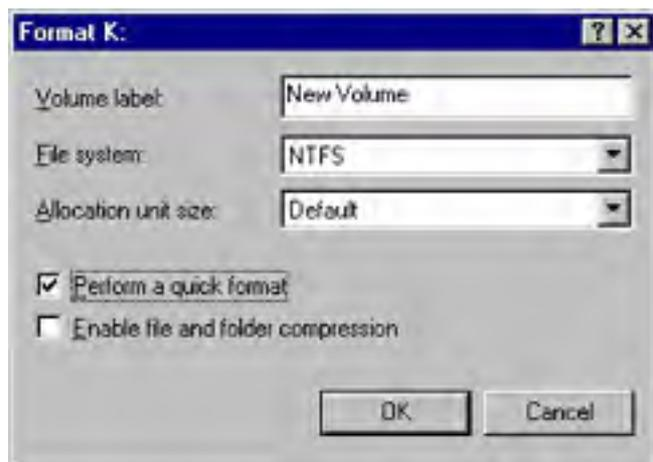 Format K:
Volume label: New Volume
File system: NTFS
Allocation unit size: Default
Perform a quick format
Enable file and folder compression
OK Cancel